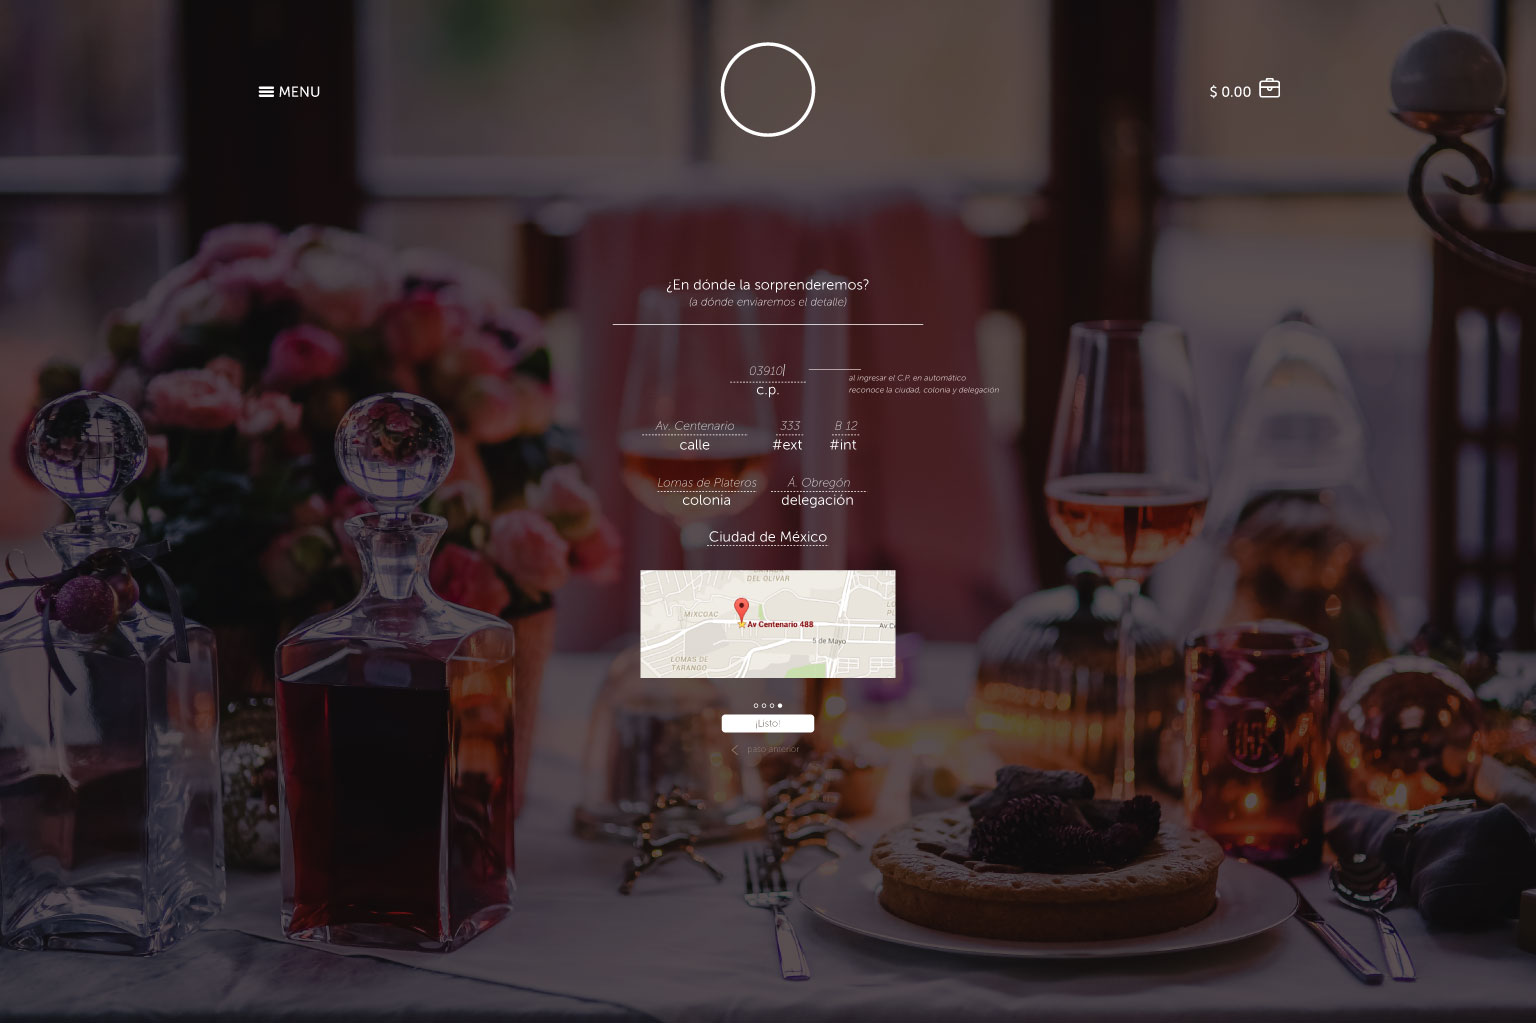 MENU
$ 0.00
¿En dónde la sorprenderemos?
(a dónde enviaremos el detalle)
03910
c.p.
al ingresar el C.P. en automático
reconoce la ciudad, colonia y delegación
Av. Centenario 333 B 12
calle #ext #int
Lomas de Plateros A. Obregón
colonia delegación
Ciudad de México
DEL OLIVAR
MIXCOAC
Av Centenario 488
Av C
5 de Mayo
LOMAS DE
TARANGO
¡Listo!
paso anterior